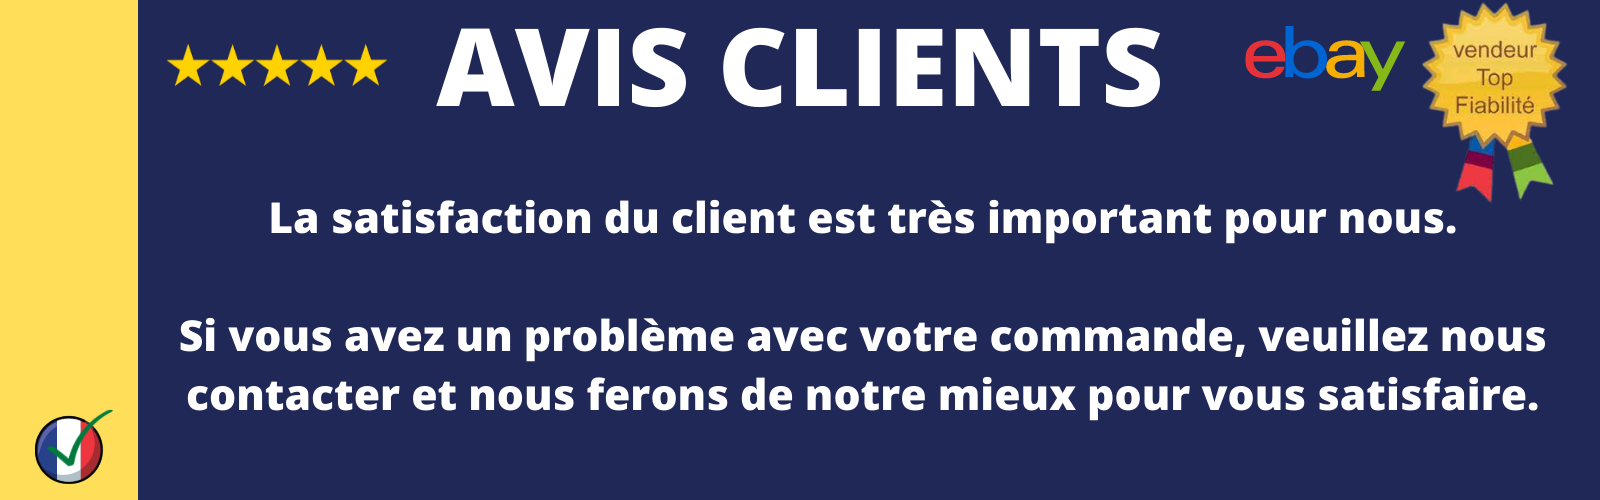 AVIS CLIENTS
ebay
vendeur
Top
Fiabilité
La satisfaction du client est très important pour nous.
Si vous avez un problème avec votre commande, veuillez nous
contacter et nous ferons de notre mieux pour vous satisfaire.